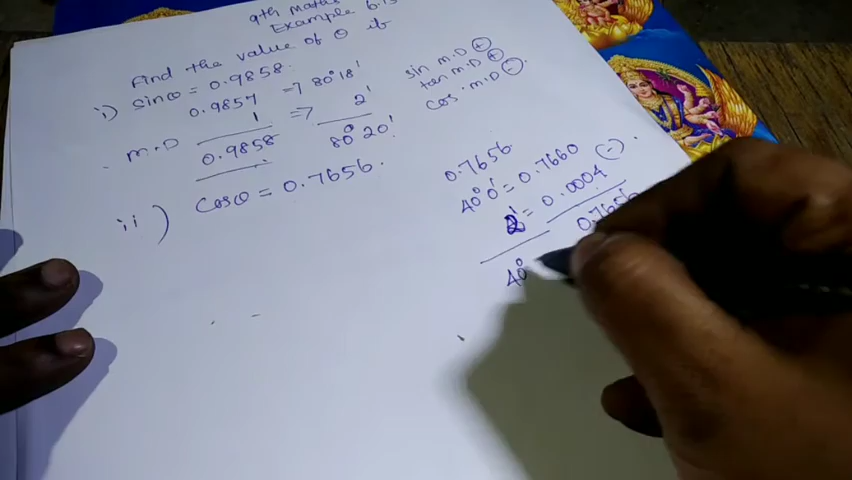 9th maths
Example 6.15
Find the value of θ if
i) sinθ = 0.9858.
0.9857 => 80°18'
M.D 1 => 2'
0.9858 80°20'
sin M.D +
ten M.D +
cos. M.D -
ii) Cosθ = 0.7656.
0.7656
40°0' = 0.7660 (-)
2' = 0.0004
0.7656
40°